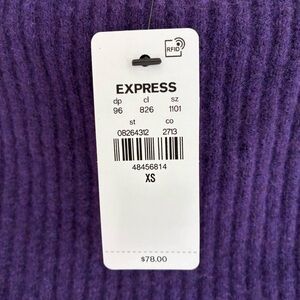 RFID
EXPRESS
dp cl sz
96 826 1101
st co
08264312 2713
48456814
XS
$78.00